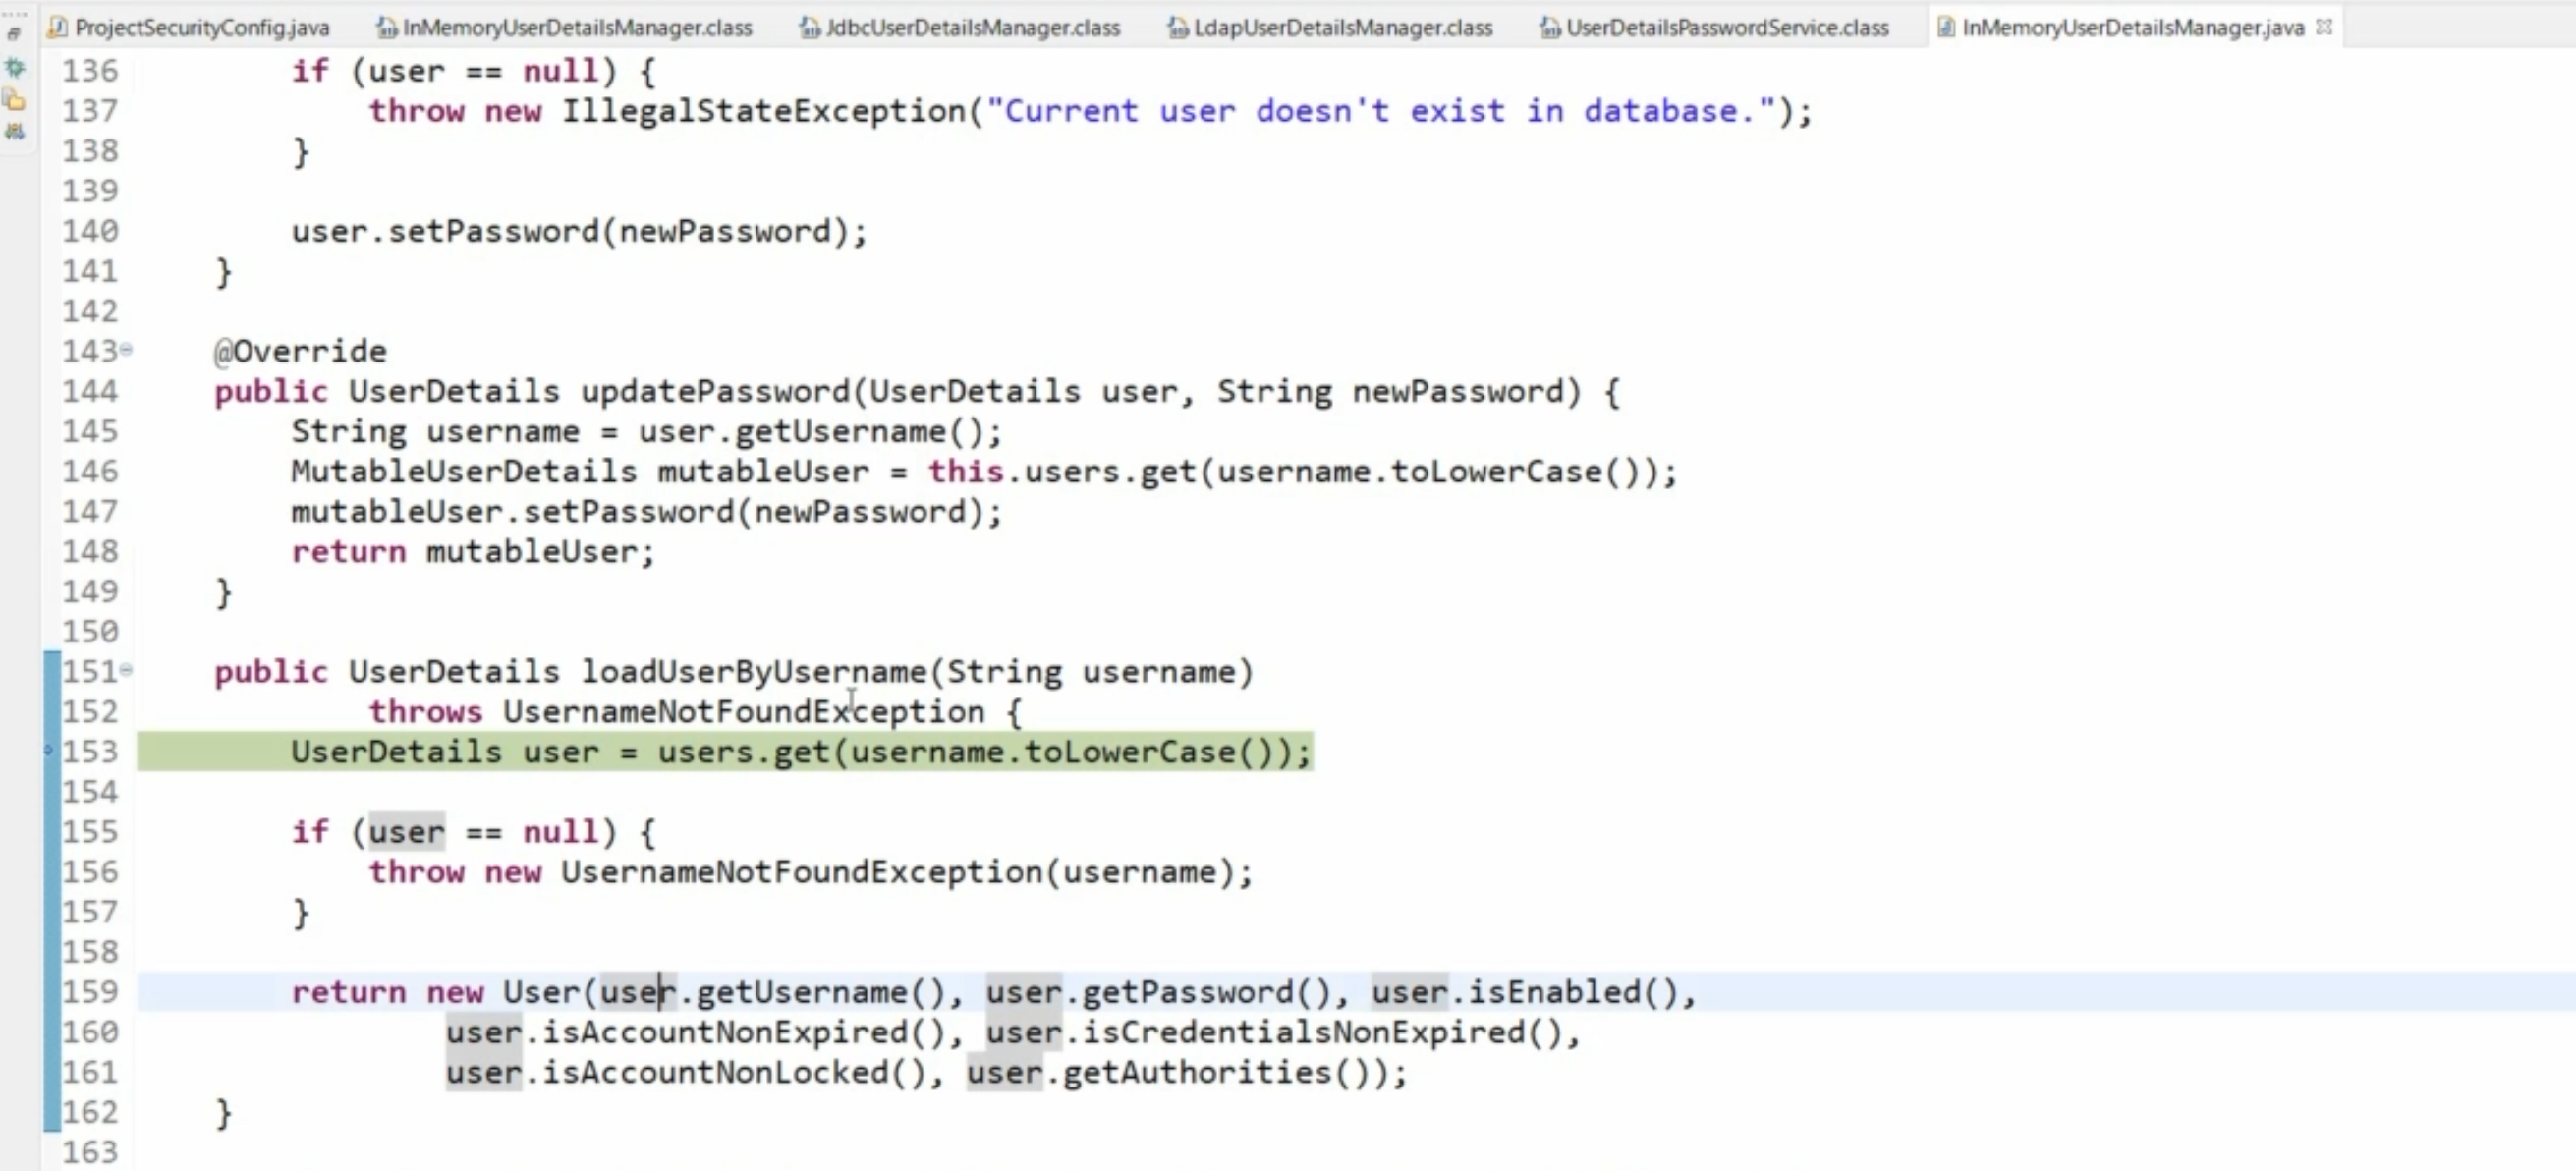 ProjectSecurityConfig.java InMemoryUserDetailsManager.class JdbcUserDetailsManager.class LdapUserDetailsManager.class UserDetailsPasswordService.class InMemoryUserDetailsManager.java
136 if (user == null) {
137 throw new IllegalStateException("Current user doesn't exist in database.");
138 }
139
140 user.setPassword(newPassword);
141 }
142
143 @Override
144 public UserDetails updatePassword(UserDetails user, String newPassword) {
145 String username = user.getUsername();
146 MutableUserDetails mutableUser = this.users.get(username.toLowerCase());
147 mutableUser.setPassword(newPassword);
148 return mutableUser;
149 }
150
151 public UserDetails loadUserByUsername(String username)
152 throws UsernameNotFoundException {
153 UserDetails user = users.get(username.toLowerCase());
154
155 if (user == null) {
156 throw new UsernameNotFoundException(username);
157 }
158
159 return new User(user.getUsername(), user.getPassword(), user.isEnabled(),
160 user.isAccountNonExpired(), user.isCredentialsNonExpired(),
161 user.isAccountNonLocked(), user.getAuthorities());
162 }
163